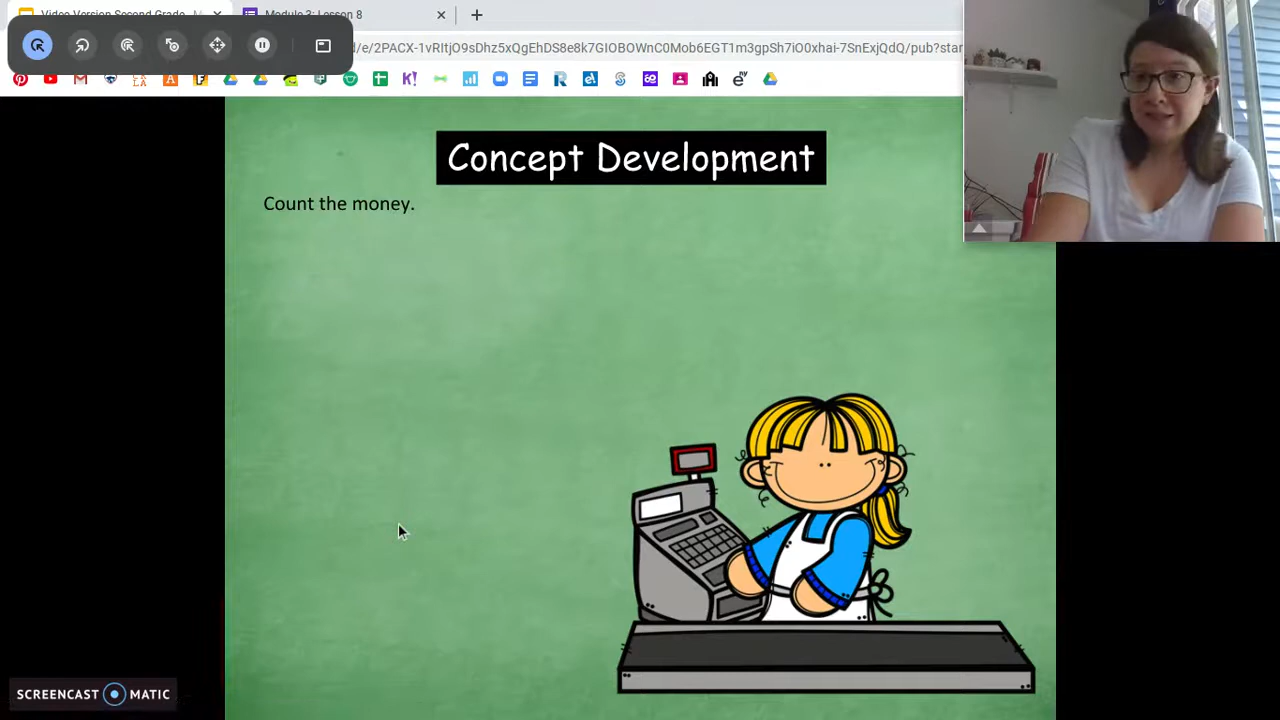 Module 3: Lesson 8
Concept Development
Count the money.
SCREENCAST MATIC